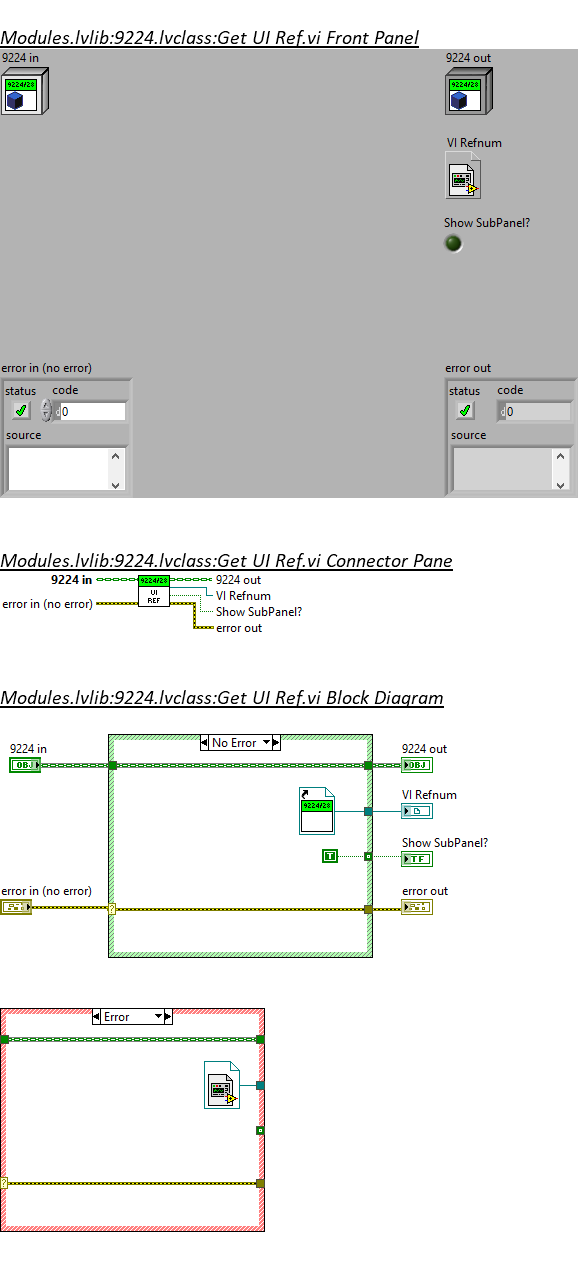 Modules.lvlib:9224.lvclass:Get UI Ref.vi Front Panel
9224 in
9224 out
9224/28
9224/28
VI Refnum
Show SubPanel?
error in (no error)
error out
status code
status code
d 0
d 0
source
source
Modules.lvlib:9224.lvclass:Get UI Ref.vi Connector Pane
9224 in 9224/28 9224 out
UI VI Refnum
error in (no error) REF Show SubPanel?
error out
Modules.lvlib:9224.lvclass:Get UI Ref.vi Block Diagram
No Error
9224 in
9224 out
OBJ
OBJ
VI Refnum
9224/28
Show SubPanel?
T
TF
error in (no error)
error out
?
Error
?